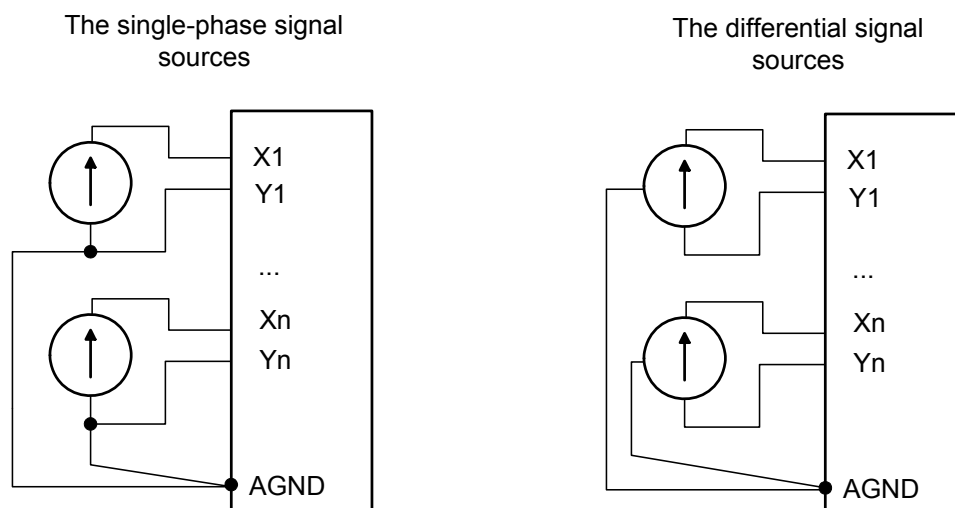 The single-phase signal
sources
X1
Y1
...
Xn
Yn
AGND
The differential signal
sources
X1
Y1
...
Xn
Yn
AGND